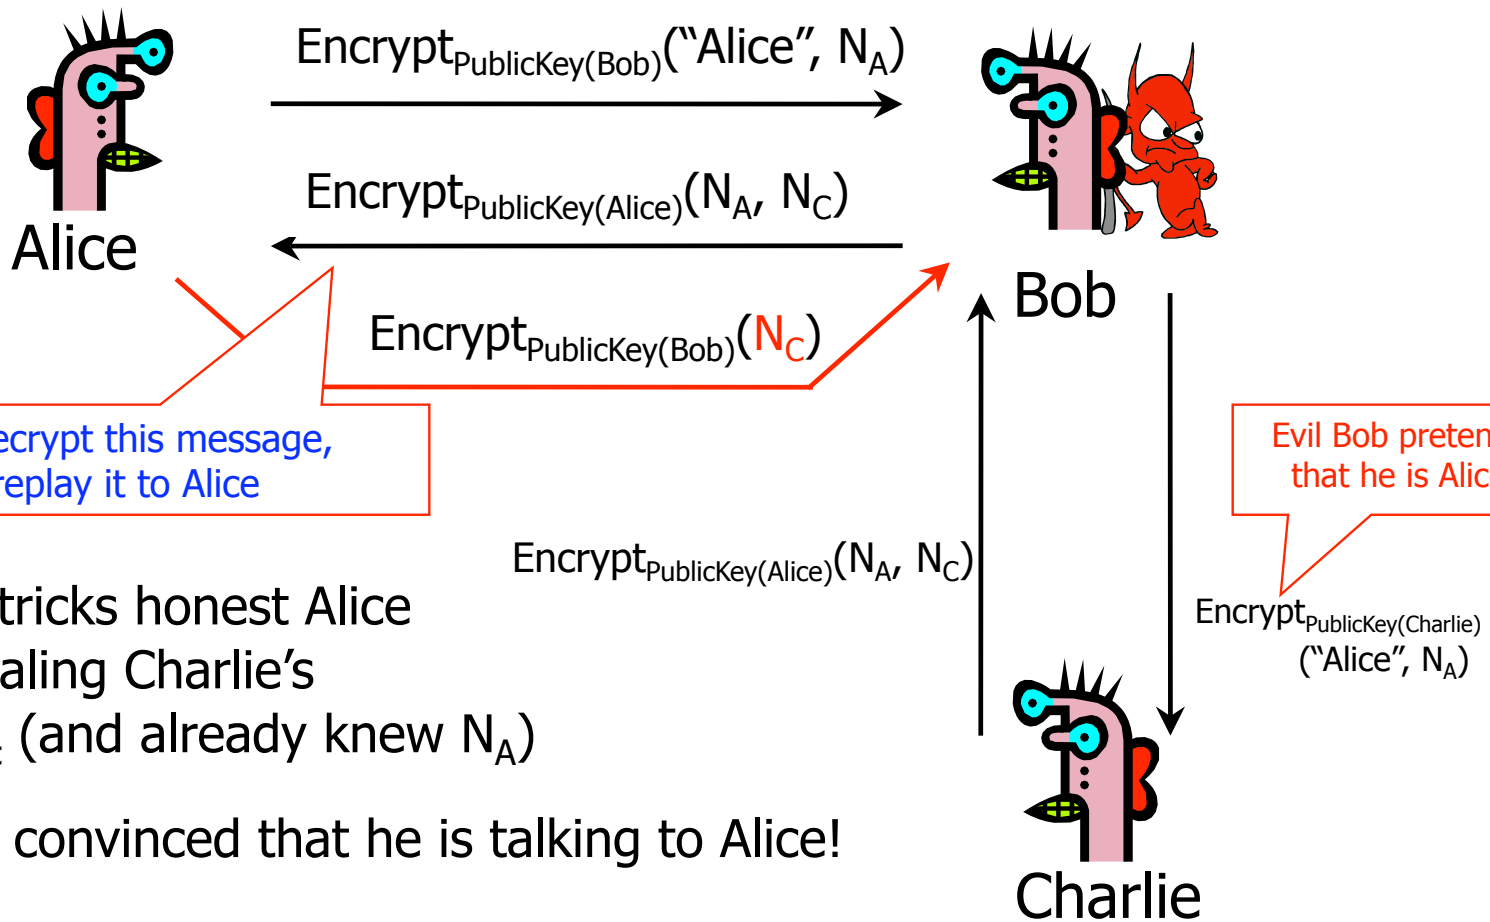 Encrypt_PublicKey(Bob)(“Alice”, N_A)
Encrypt_PublicKey(Alice)(N_A, N_C)
Alice
Bob
Encrypt_PublicKey(Bob)(N_C)
ecrypt this message,
replay it to Alice
Evil Bob preten
that he is Alic
Encrypt_PublicKey(Alice)(N_A, N_C)
tricks honest Alice
Encrypt_PublicKey(Charlie)
(“Alice”, N_A)
aling Charlie’s
(and already knew N_A)
convinced that he is talking to Alice!
Charlie